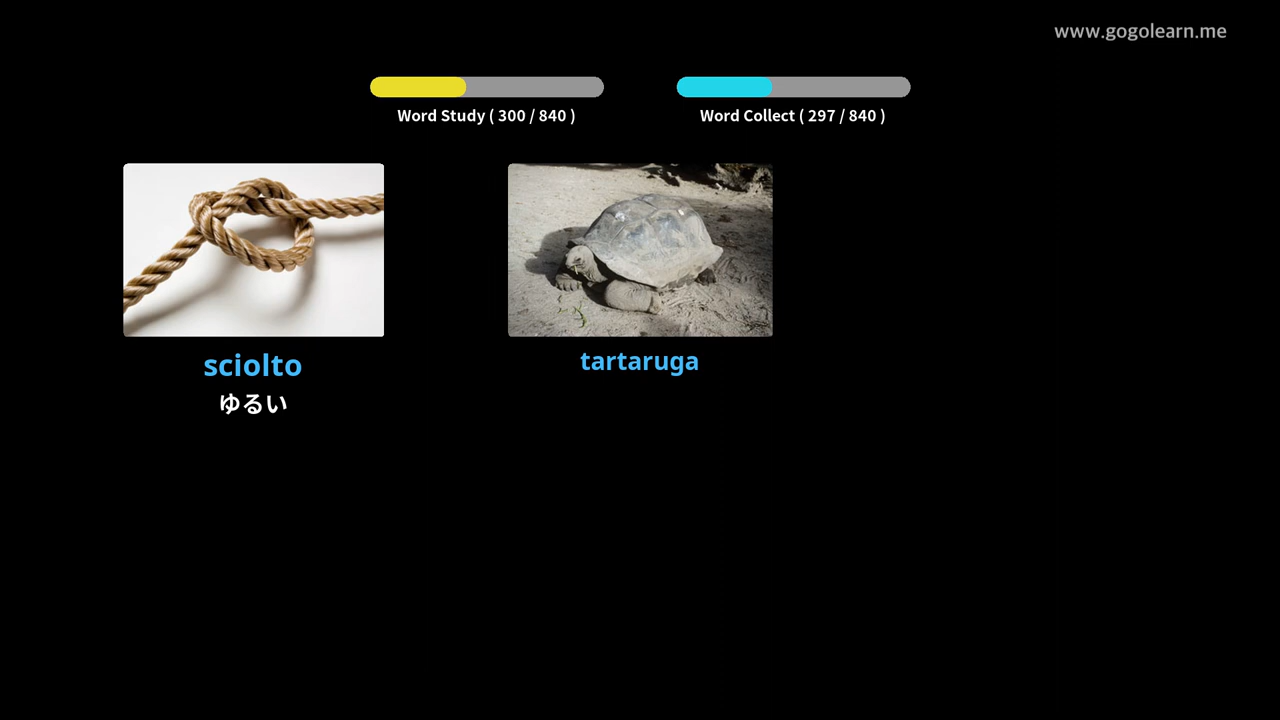 www.gogolearn.me
Word Study ( 300 / 840 )
Word Collect ( 297 / 840 )
sciolto
ゆるい
tartaruga